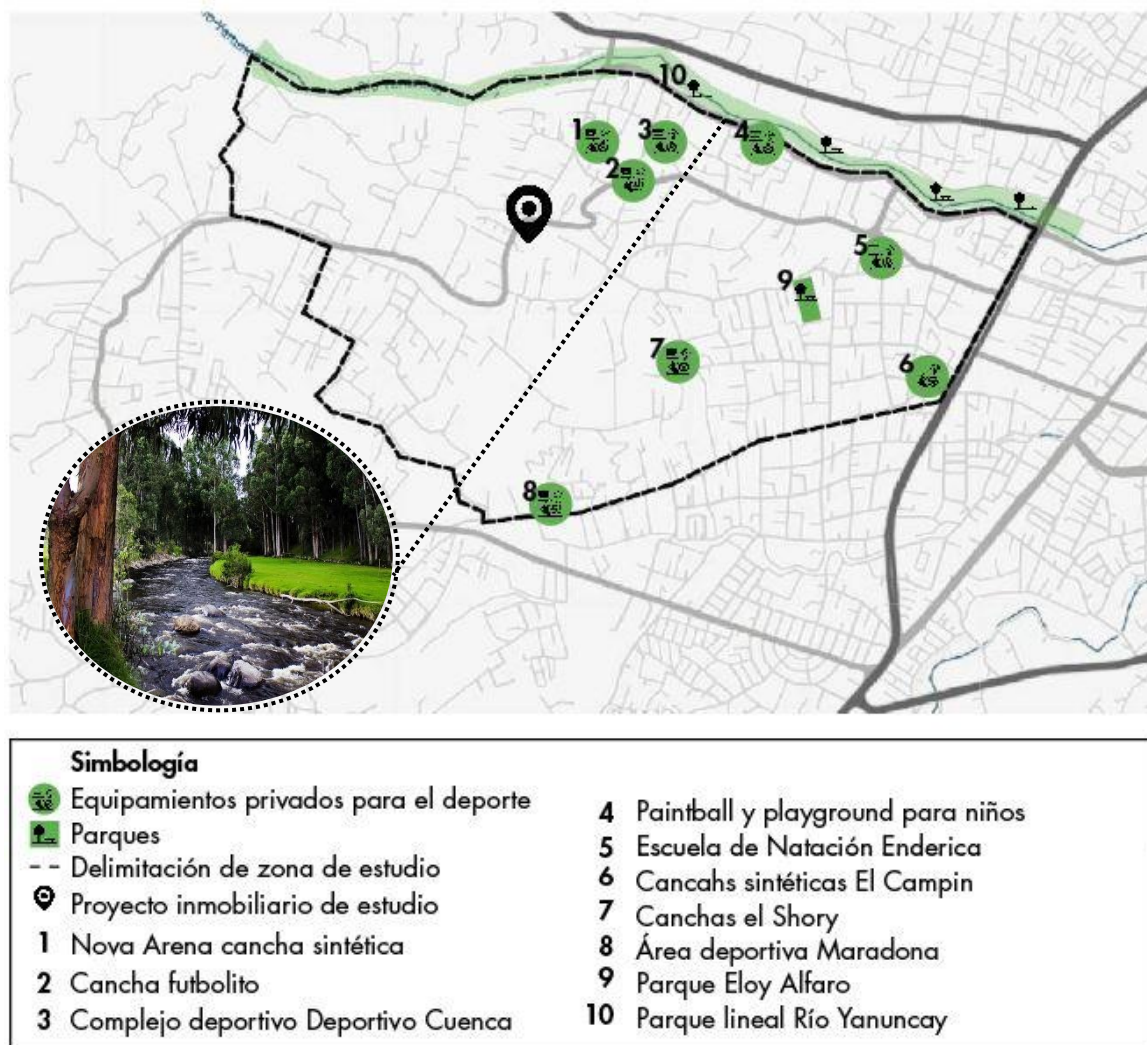 10
1
3
4
2
5
9
7
6
8
Simbología
Equipamientos privados para el deporte
Parques
Delimitación de zona de estudio
Proyecto inmobiliario de estudio
1 Nova Arena cancha sintética
2 Cancha futbolito
3 Complejo deportivo Deportivo Cuenca
4 Paintball y playground para niños
5 Escuela de Natación Enderica
6 Cancahs sintéticas El Campin
7 Canchas el Shory
8 Área deportiva Maradona
9 Parque Eloy Alfaro
10 Parque lineal Río Yanuncay